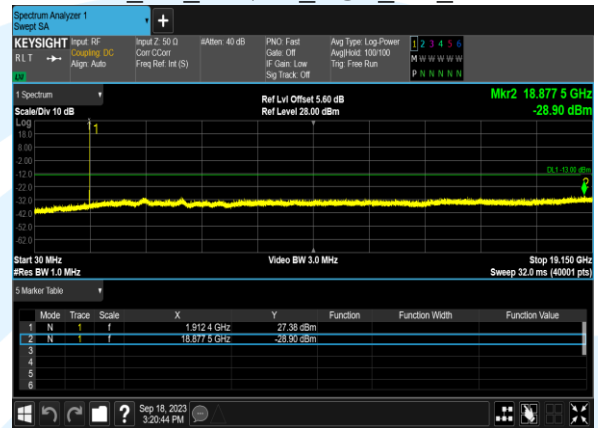 Spectrum Analyzer 1
Swept SA
+
KEYSIGHT Input: RF Input Z: 50 Ω #Atten: 40 dB PNO: Fast Avg Type: Log-Power 1 2 3 4 5 6
RLT Coupling: DC Corr CCorr Gate: Off Avg|Hold: 100/100 M W W W W W
Align: Auto Freq Ref: Int (S) IF Gain: Low Trig: Free Run
LW Sig Track: Off P N N N N N
1 Spectrum Ref Lvl Offset 5.60 dB Mkr2 18.877 5 GHz
Scale/Div 10 dB Ref Level 28.00 dBm -28.90 dBm
Log
18.0
1
8.00
-2.00
DL1 -13.00 dBm
-12.0
2
-22.0
-32.0
-42.0
-52.0
-62.0
Start 30 MHz Video BW 3.0 MHz Stop 19.150 GHz
#Res BW 1.0 MHz Sweep 32.0 ms (40001 pts)
5 Marker Table
Mode Trace Scale X Y Function Function Width Function Value
1 N 1 f 1.912 4 GHz 27.38 dBm
2 N 1 f 18.877 5 GHz -28.90 dBm
3
4
5
6
? Sep 18, 2023
3:20:44 PM